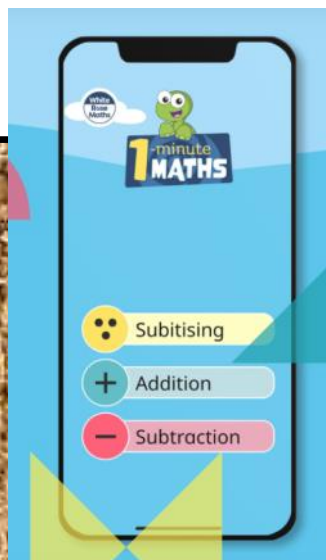 White
Rose
Maths
1-minute
MATHS
Subitising
+ Addition
− Subtraction